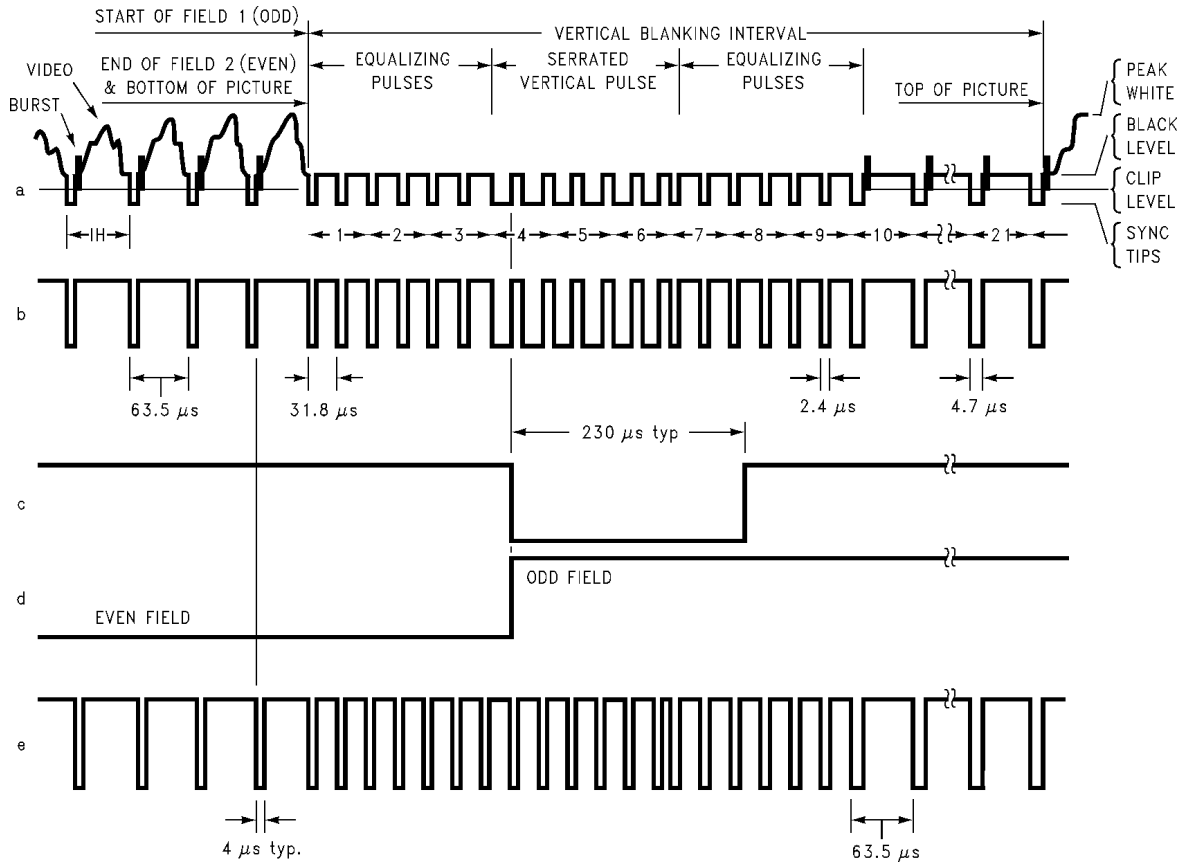 START OF FIELD 1 (ODD)
VERTICAL BLANKING INTERVAL
VIDEO
END OF FIELD 2 (EVEN)
& BOTTOM OF PICTURE
EQUALIZING
PULSES
SERRATED
VERTICAL PULSE
EQUALIZING
PULSES
PEAK
WHITE
BURST
TOP OF PICTURE
BLACK
LEVEL
a
CLIP
LEVEL
IH
1 2 3 4 5 6 7 8 9 10 21
SYNC
TIPS
b
63.5 μs
31.8 μs
2.4 μs
4.7 μs
230 μs typ
c
ODD FIELD
d
EVEN FIELD
e
4 μs typ.
63.5 μs